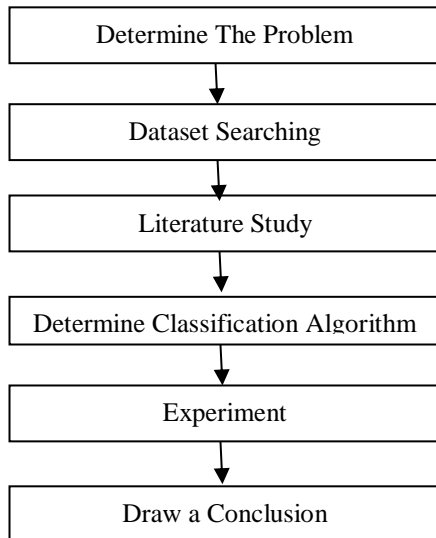 Determine The Problem
Dataset Searching
Literature Study
Determine Classification Algorithm
Experiment
Draw a Conclusion